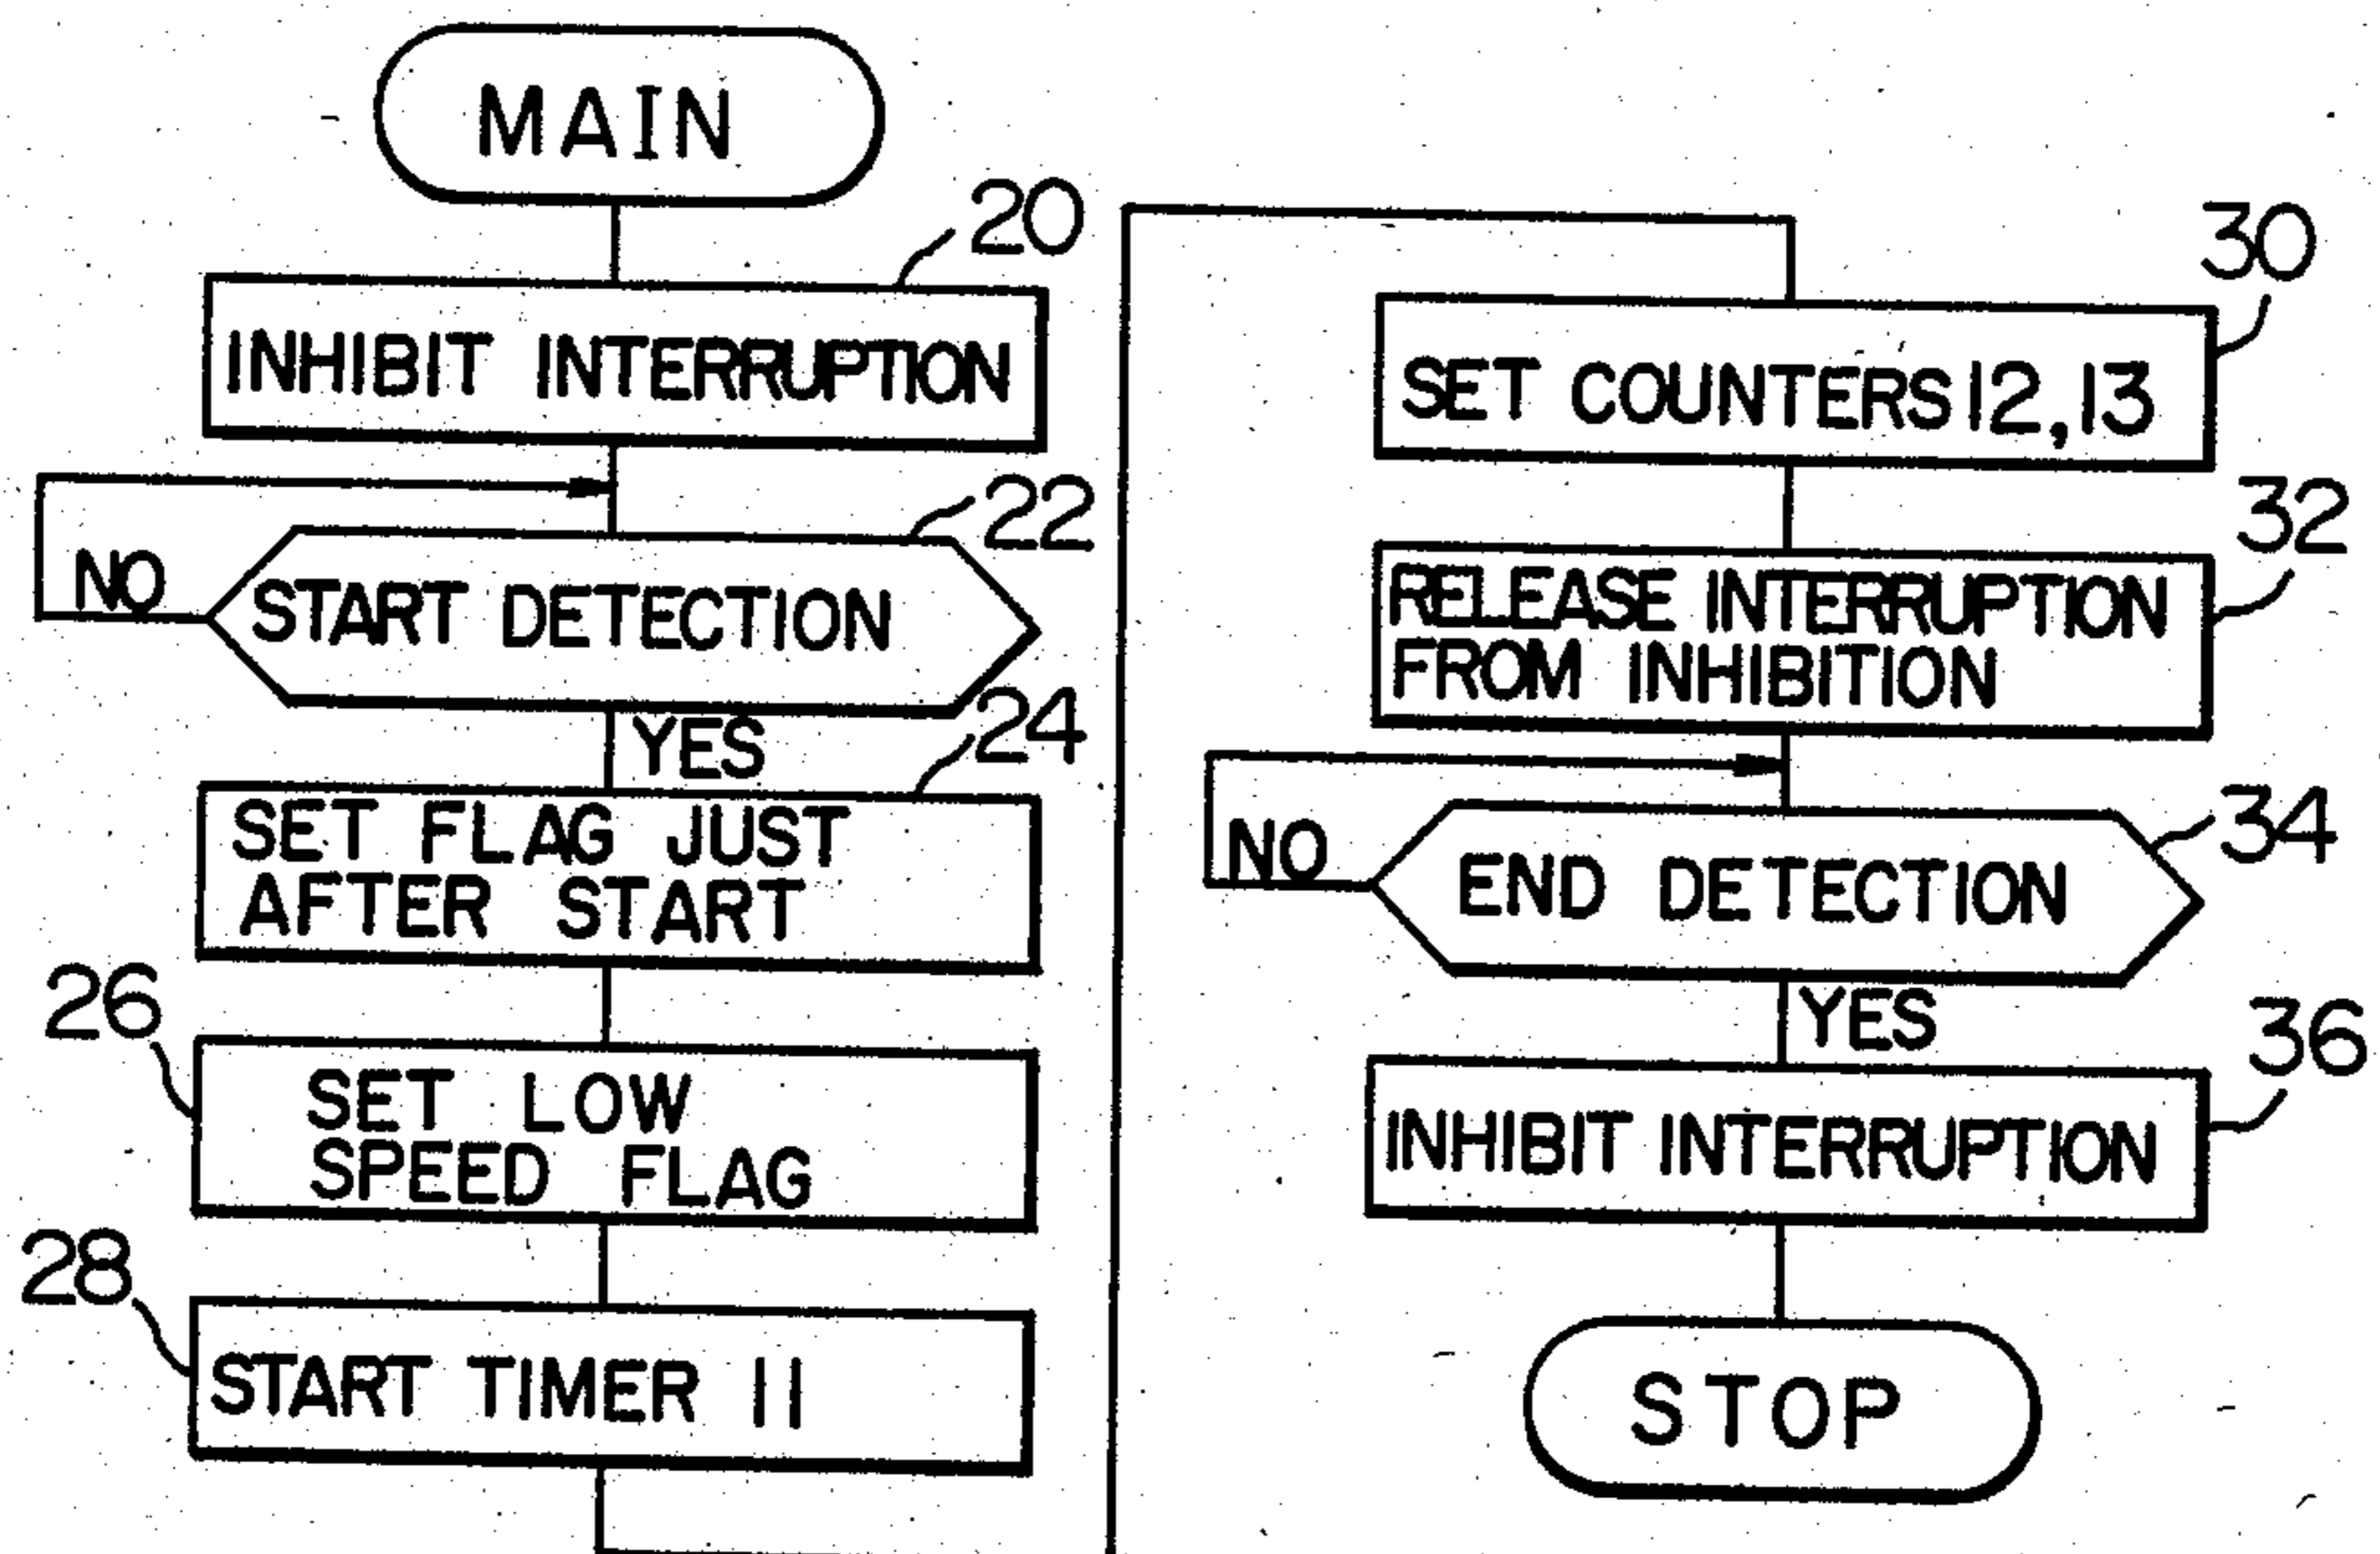 MAIN
20
INHIBIT INTERRUPTION
22
NO
START DETECTION
YES
24
SET FLAG JUST
AFTER START
26
SET LOW
SPEED FLAG
28
START TIMER 11
30
SET COUNTERS 12, 13
32
RELEASE INTERRUPTION
FROM INHIBITION
34
NO
END DETECTION
YES
36
INHIBIT INTERRUPTION
STOP